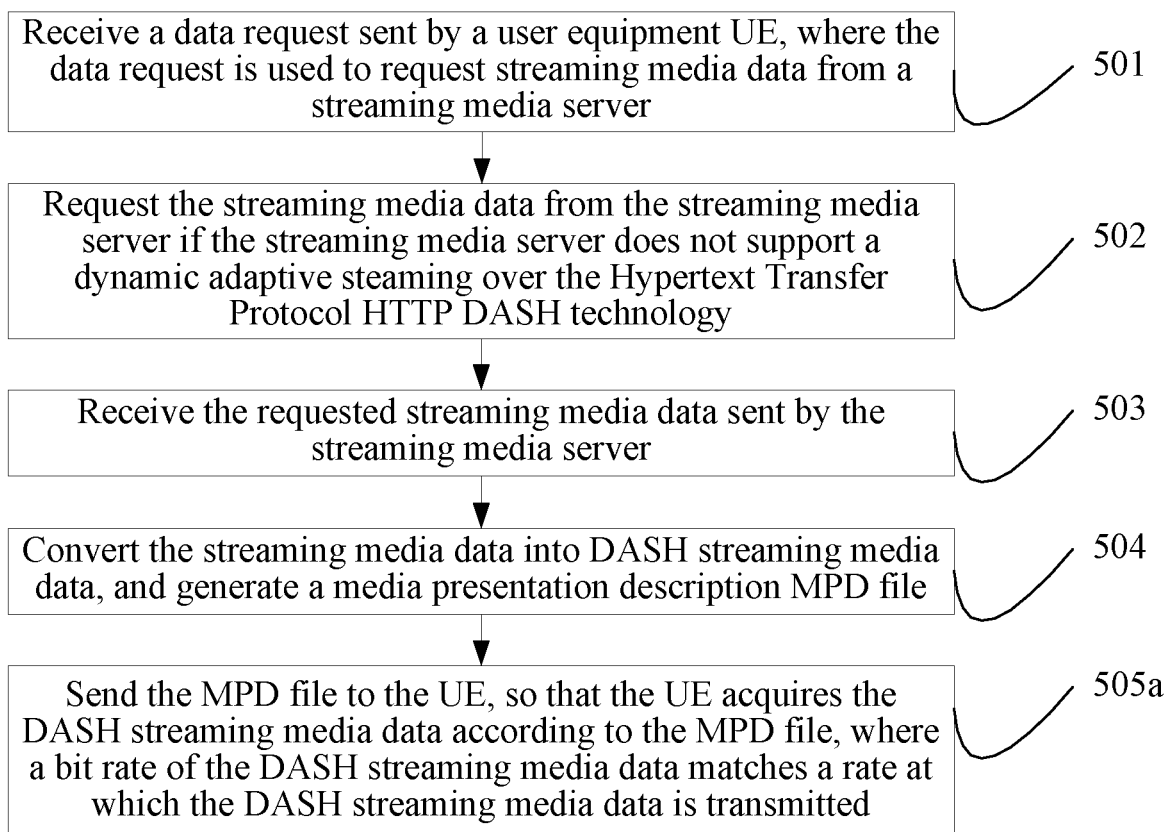 Receive a data request sent by a user equipment UE, where the
data request is used to request streaming media data from a
streaming media server
501
Request the streaming media data from the streaming media
server if the streaming media server does not support a
dynamic adaptive steaming over the Hypertext Transfer
Protocol HTTP DASH technology
502
Receive the requested streaming media data sent by the
streaming media server
503
Convert the streaming media data into DASH streaming media
data, and generate a media presentation description MPD file
504
Send the MPD file to the UE, so that the UE acquires the
DASH streaming media data according to the MPD file, where
a bit rate of the DASH streaming media data matches a rate at
which the DASH streaming media data is transmitted
505a